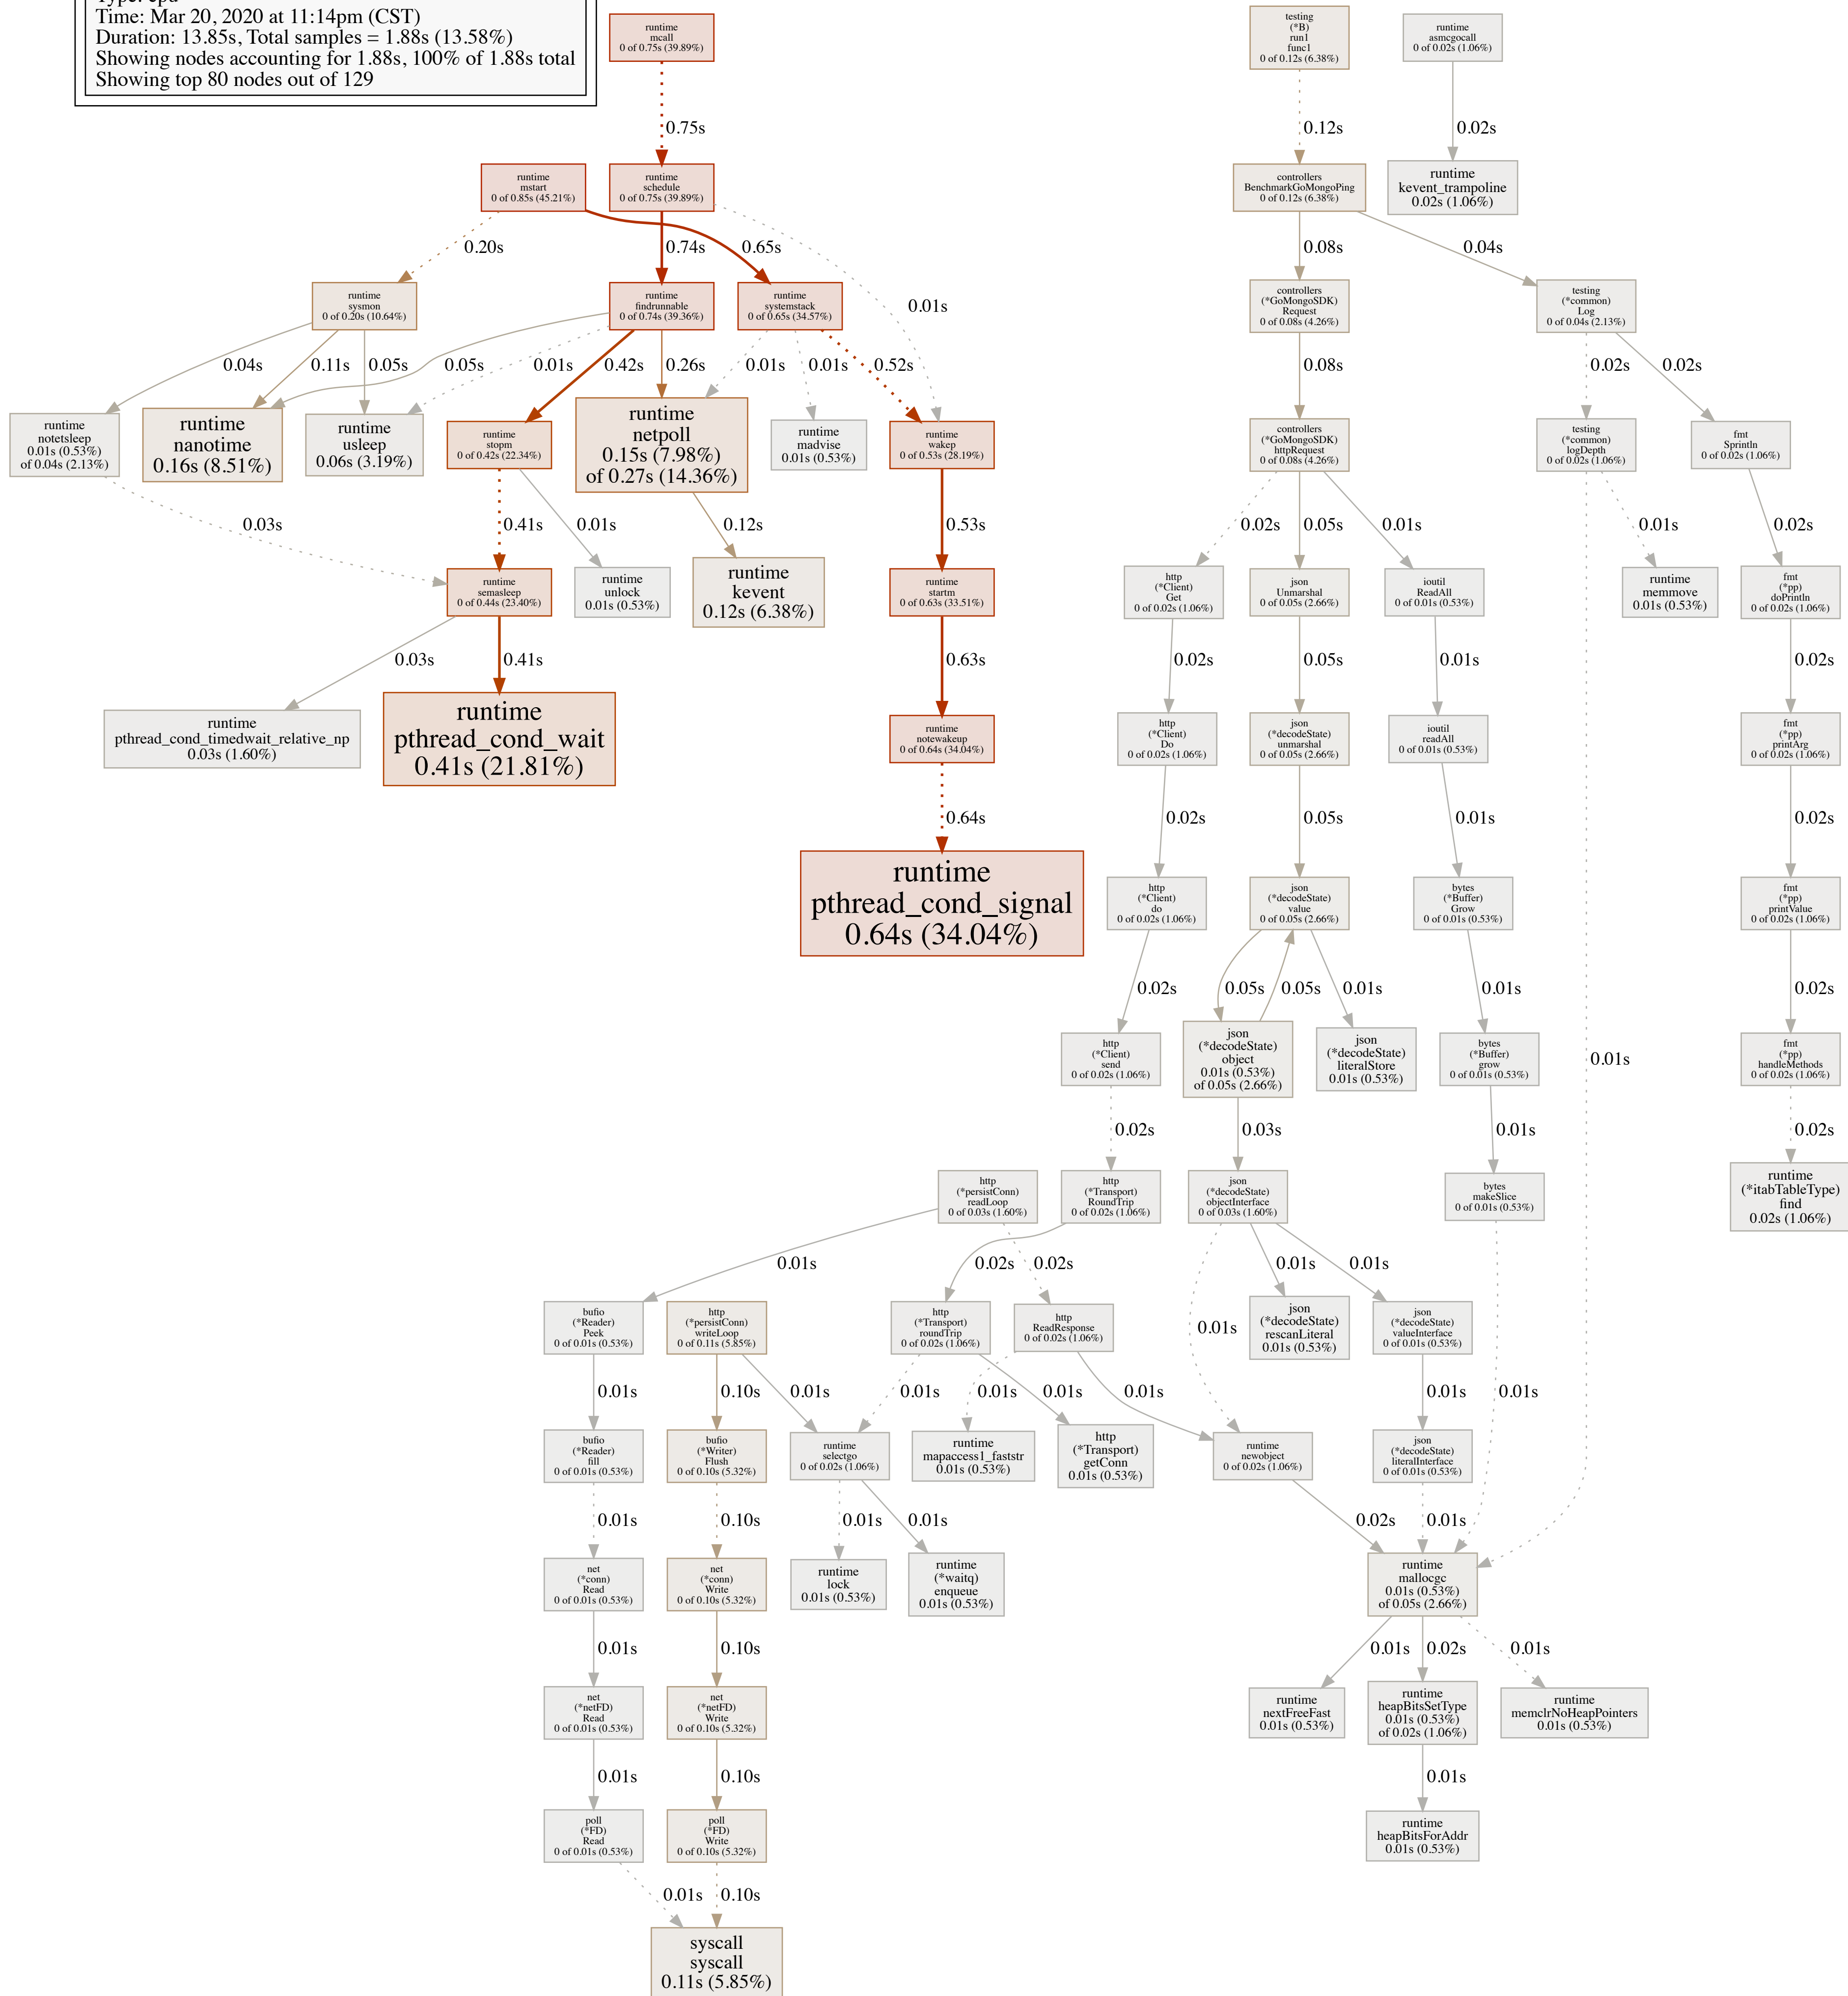 Time: Mar 20, 2020 at 11:14pm (CST)
Duration: 13.85s, Total samples = 1.88s (13.58%)
Showing nodes accounting for 1.88s, 100% of 1.88s total
Showing top 80 nodes out of 129
runtime
mcall
0 of 0.75s (39.89%)
testing
(*B)
run1
func1
0 of 0.12s (6.38%)
runtime
asmcgocall
0 of 0.02s (1.06%)
0.75s
0.12s
0.02s
runtime
mstart
0 of 0.85s (45.21%)
runtime
schedule
0 of 0.75s (39.89%)
controllers
BenchmarkGoMongoPing
0 of 0.12s (6.38%)
runtime
kevent_trampoline
0.02s (1.06%)
0.20s
0.74s
0.65s
0.01s
0.08s
0.04s
runtime
sysmon
0 of 0.20s (10.64%)
runtime
findrunnable
0 of 0.74s (39.36%)
runtime
systemstack
0 of 0.65s (34.57%)
controllers
(*GoMongoSDK)
Request
0 of 0.08s (4.26%)
testing
(*common)
Log
0 of 0.04s (2.13%)
0.04s
0.11s
0.05s
0.05s
0.01s
0.42s
0.26s
0.01s
0.01s
0.52s
0.08s
0.02s
0.02s
runtime
notetsleep
0.01s (0.53%)
of 0.04s (2.13%)
runtime
nanotime
0.16s (8.51%)
runtime
usleep
0.06s (3.19%)
runtime
stopm
0 of 0.42s (22.34%)
runtime
netpoll
0.15s (7.98%)
of 0.27s (14.36%)
runtime
madvise
0.01s (0.53%)
runtime
wakep
0 of 0.53s (28.19%)
controllers
(*GoMongoSDK)
httpRequest
0 of 0.08s (4.26%)
testing
(*common)
logDepth
0 of 0.02s (1.06%)
fmt
Sprintln
0 of 0.02s (1.06%)
0.03s
0.41s
0.01s
0.12s
0.53s
0.02s
0.05s
0.01s
0.01s
0.02s
runtime
semasleep
0 of 0.44s (23.40%)
runtime
unlock
0.01s (0.53%)
runtime
kevent
0.12s (6.38%)
runtime
startm
0 of 0.63s (33.51%)
http
(*Client)
Get
0 of 0.02s (1.06%)
json
Unmarshal
0 of 0.05s (2.66%)
ioutil
ReadAll
0 of 0.01s (0.53%)
runtime
memmove
0.01s (0.53%)
fmt
(*pp)
doPrintln
0 of 0.02s (1.06%)
0.03s
0.41s
0.63s
0.02s
0.05s
0.01s
0.02s
runtime
pthread_cond_timedwait_relative_np
0.03s (1.60%)
runtime
pthread_cond_wait
0.41s (21.81%)
runtime
notewakeup
0 of 0.64s (34.04%)
http
(*Client)
Do
0 of 0.02s (1.06%)
json
(*decodeState)
unmarshal
0 of 0.05s (2.66%)
ioutil
readAll
0 of 0.01s (0.53%)
fmt
(*pp)
printArg
0 of 0.02s (1.06%)
0.64s
0.02s
0.05s
0.01s
0.02s
runtime
pthread_cond_signal
0.64s (34.04%)
http
(*Client)
do
0 of 0.02s (1.06%)
json
(*decodeState)
value
0 of 0.05s (2.66%)
bytes
(*Buffer)
Grow
0 of 0.01s (0.53%)
fmt
(*pp)
printValue
0 of 0.02s (1.06%)
0.02s
0.05s
0.05s
0.01s
0.01s
0.02s
http
(*Client)
send
0 of 0.02s (1.06%)
json
(*decodeState)
object
0.01s (0.53%)
of 0.05s (2.66%)
json
(*decodeState)
literalStore
0.01s (0.53%)
bytes
(*Buffer)
grow
0 of 0.01s (0.53%)
0.01s
fmt
(*pp)
handleMethods
0 of 0.02s (1.06%)
0.02s
0.03s
0.01s
0.02s
http
(*persistConn)
readLoop
0 of 0.03s (1.60%)
http
(*Transport)
RoundTrip
0 of 0.02s (1.06%)
json
(*decodeState)
objectInterface
0 of 0.03s (1.60%)
bytes
makeSlice
0 of 0.01s (0.53%)
runtime
(*itabTableType)
find
0.02s (1.06%)
0.01s
0.02s
0.02s
0.01s
0.01s
bufio
(*Reader)
Peek
0 of 0.01s (0.53%)
http
(*persistConn)
writeLoop
0 of 0.11s (5.85%)
http
(*Transport)
roundTrip
0 of 0.02s (1.06%)
http
ReadResponse
0 of 0.02s (1.06%)
0.01s
json
(*decodeState)
rescanLiteral
0.01s (0.53%)
json
(*decodeState)
valueInterface
0 of 0.01s (0.53%)
0.01s
0.10s
0.01s
0.01s
0.01s
0.01s
0.01s
0.01s
0.01s
bufio
(*Reader)
fill
0 of 0.01s (0.53%)
bufio
(*Writer)
Flush
0 of 0.10s (5.32%)
runtime
selectgo
0 of 0.02s (1.06%)
runtime
mapaccess1_faststr
0.01s (0.53%)
http
(*Transport)
getConn
0.01s (0.53%)
runtime
newobject
0 of 0.02s (1.06%)
json
(*decodeState)
literalInterface
0 of 0.01s (0.53%)
0.01s
0.10s
0.01s
0.01s
0.02s
0.01s
net
(*conn)
Read
0 of 0.01s (0.53%)
net
(*conn)
Write
0 of 0.10s (5.32%)
runtime
lock
0.01s (0.53%)
runtime
(*waitq)
enqueue
0.01s (0.53%)
runtime
mallocgc
0.01s (0.53%)
of 0.05s (2.66%)
0.01s
0.10s
0.01s
0.02s
0.01s
net
(*netFD)
Read
0 of 0.01s (0.53%)
net
(*netFD)
Write
0 of 0.10s (5.32%)
runtime
nextFreeFast
0.01s (0.53%)
runtime
heapBitsSetType
0.01s (0.53%)
of 0.02s (1.06%)
runtime
memclrNoHeapPointers
0.01s (0.53%)
0.01s
0.10s
0.01s
poll
(*FD)
Read
0 of 0.01s (0.53%)
poll
(*FD)
Write
0 of 0.10s (5.32%)
runtime
heapBitsForAddr
0.01s (0.53%)
0.01s
0.10s
syscall
syscall
0.11s (5.85%)